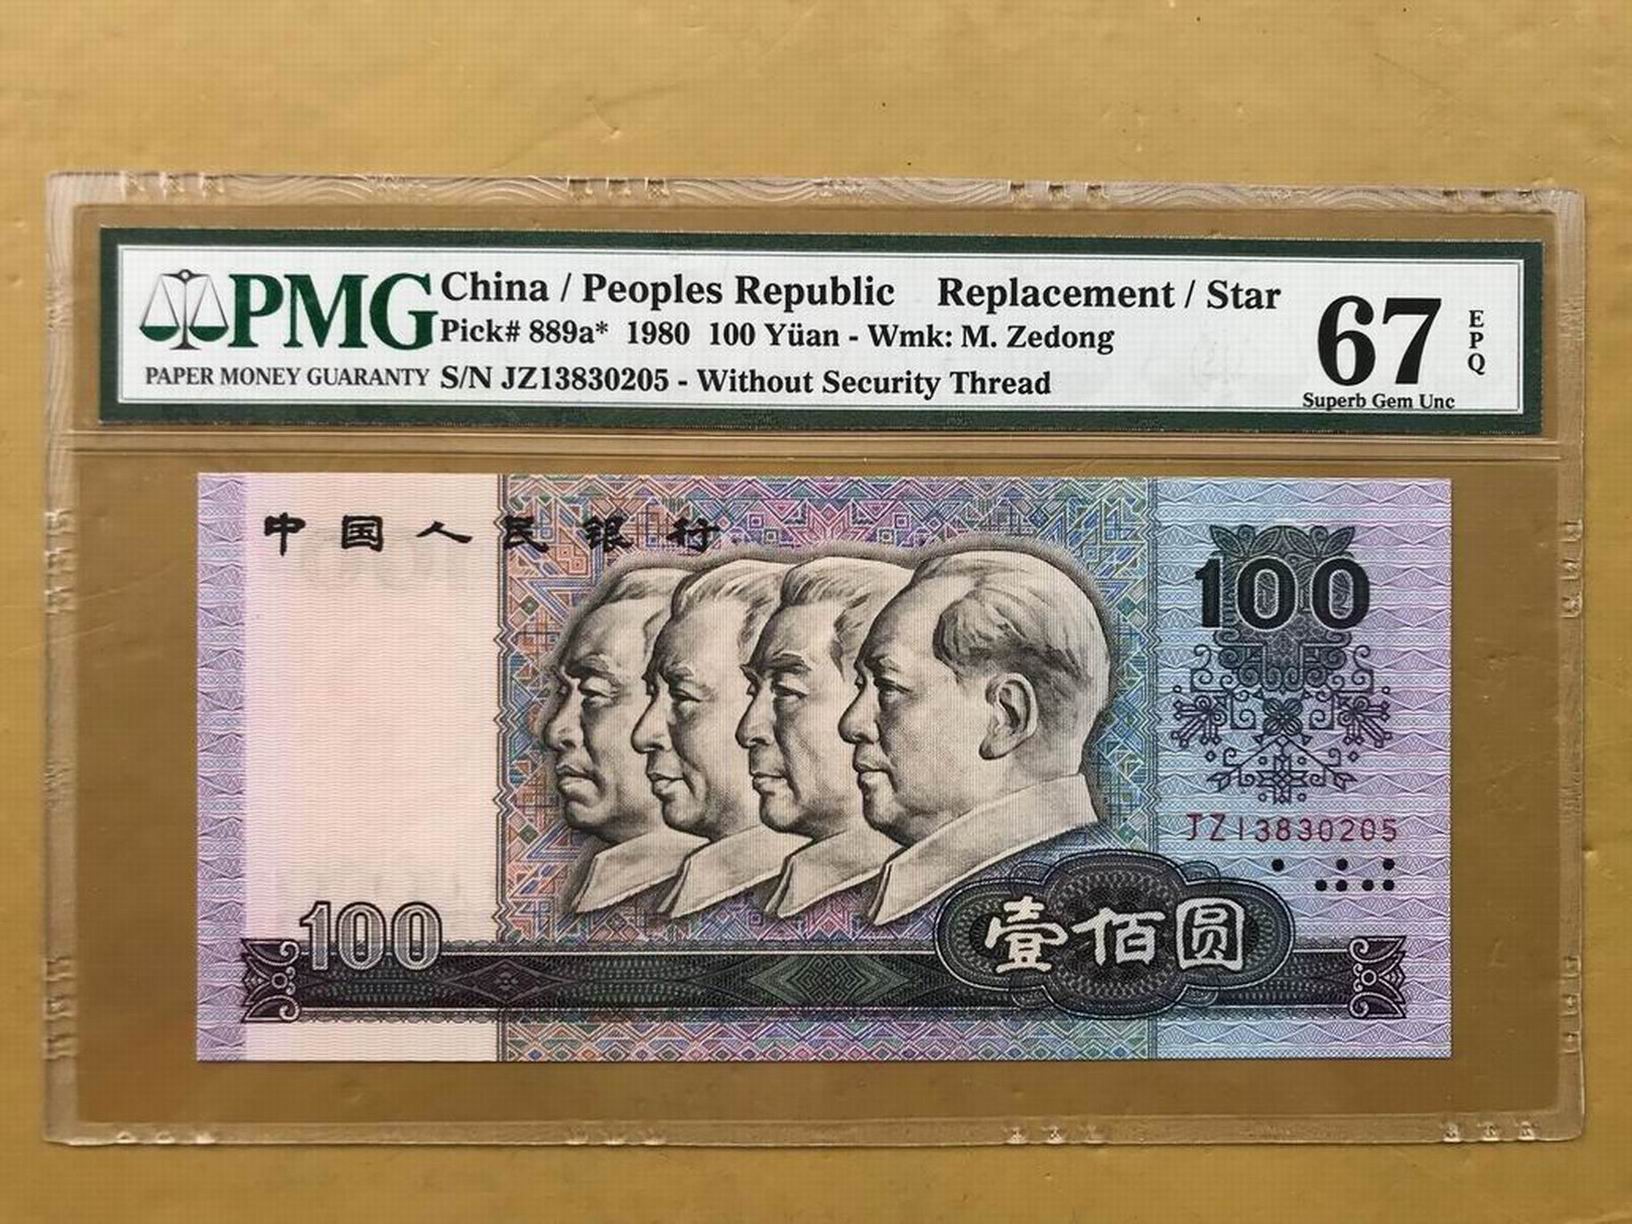 PMG
PAPER MONEY GUARANTY
China / Peoples Republic Replacement / Star
Pick# 889a* 1980 100 Yüan - Wmk: M. Zedong
S/N JZ13830205 - Without Security Thread
67
EPQ
Superb Gem Unc
中国人民银行
100
JZ13830205
100
壹佰圆